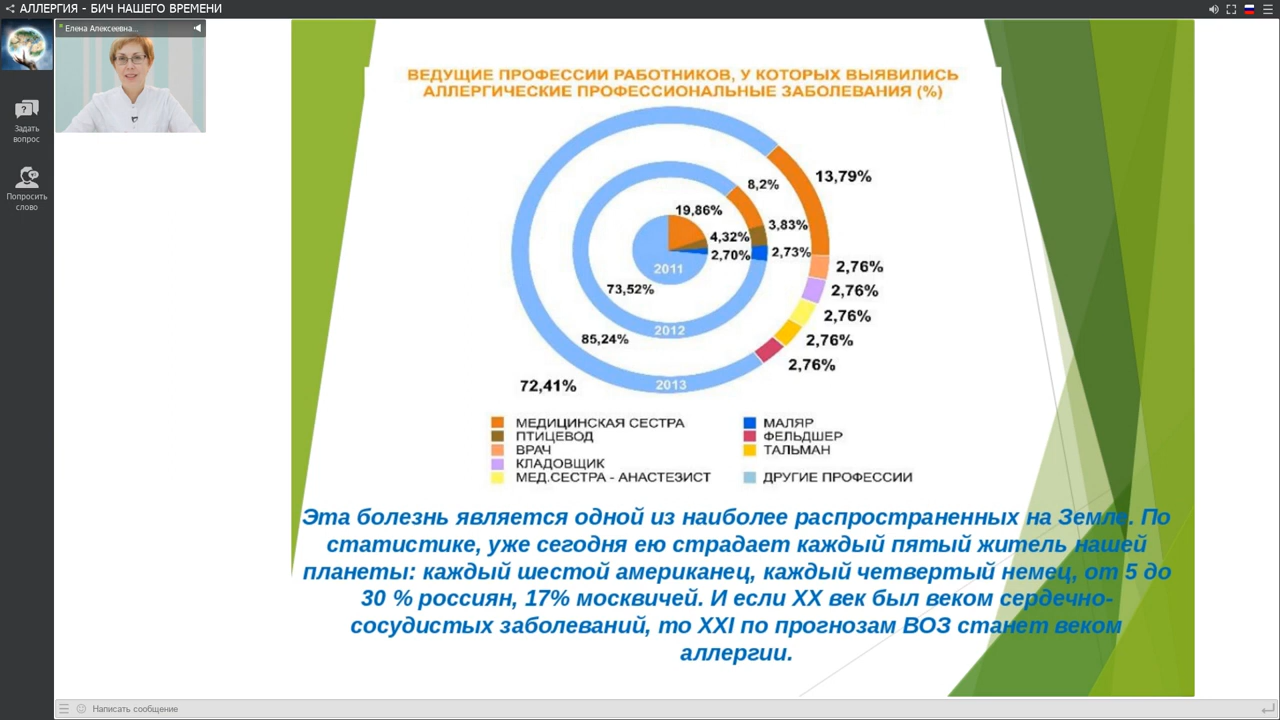 АЛЛЕРГИЯ - БИЧ НАШЕГО ВРЕМЕНИ
Елена Алексеевна...
Задать
вопрос
Попросить
слово
ВЕДУЩИЕ ПРОФЕССИИ РАБОТНИКОВ, У КОТОРЫХ ВЫЯВИЛИСЬ
АЛЛЕРГИЧЕСКИЕ ПРОФЕССИОНАЛЬНЫЕ ЗАБОЛЕВАНИЯ (%)
13,79%
8,2%
19,86%
3,83%
4,32%
2,73%
2,70%
2,76%
2011
73,52%
2,76%
2,76%
2012
85,24%
2,76%
2,76%
2013
72,41%
МЕДИЦИНСКАЯ СЕСТРА
ПТИЦЕВОД
ВРАЧ
КЛАДОВЩИК
МЕД.СЕСТРА - АНАСТЕЗИСТ
МАЛЯР
ФЕЛЬДШЕР
ТАЛЬМАН
ДРУГИЕ ПРОФЕССИИ
Эта болезнь является одной из наиболее распространенных на Земле. По
статистике, уже сегодня ею страдает каждый пятый житель нашей
планеты: каждый шестой американец, каждый четвертый немец, от 5 до
30 % россиян, 17% москвичей. И если XX век был веком сердечно-
сосудистых заболеваний, то XXI по прогнозам ВОЗ станет веком
аллергии.
Написать сообщение